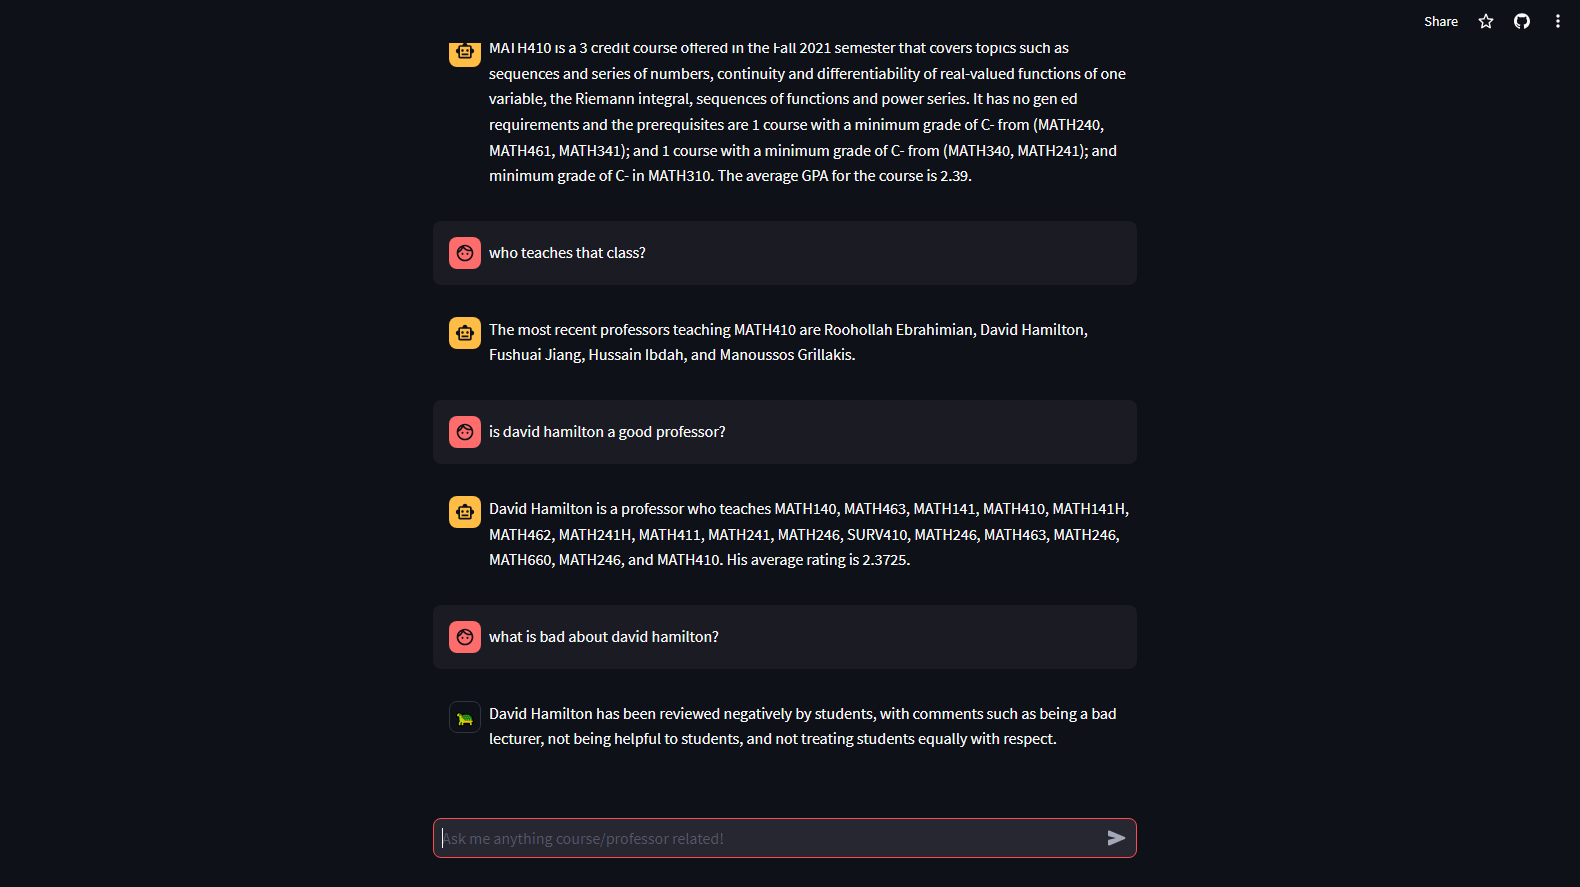 Share
MATH410 is a 3 credit course offered in the Fall 2021 semester that covers topics such as
sequences and series of numbers, continuity and differentiability of real-valued functions of one
variable, the Riemann integral, sequences of functions and power series. It has no gen ed
requirements and the prerequisites are 1 course with a minimum grade of C- from (MATH240,
MATH461, MATH341); and 1 course with a minimum grade of C- from (MATH340, MATH241); and
minimum grade of C- in MATH310. The average GPA for the course is 2.39.
who teaches that class?
The most recent professors teaching MATH410 are Roohollah Ebrahimian, David Hamilton,
Fushuai Jiang, Hussain Ibdah, and Manoussos Grillakis.
is david hamilton a good professor?
David Hamilton is a professor who teaches MATH140, MATH463, MATH141, MATH410, MATH141H,
MATH462, MATH241H, MATH411, MATH241, MATH246, SURV410, MATH246, MATH463, MATH246,
MATH660, MATH246, and MATH410. His average rating is 2.3725.
what is bad about david hamilton?
David Hamilton has been reviewed negatively by students, with comments such as being a bad
lecturer, not being helpful to students, and not treating students equally with respect.
Ask me anything course/professor related!